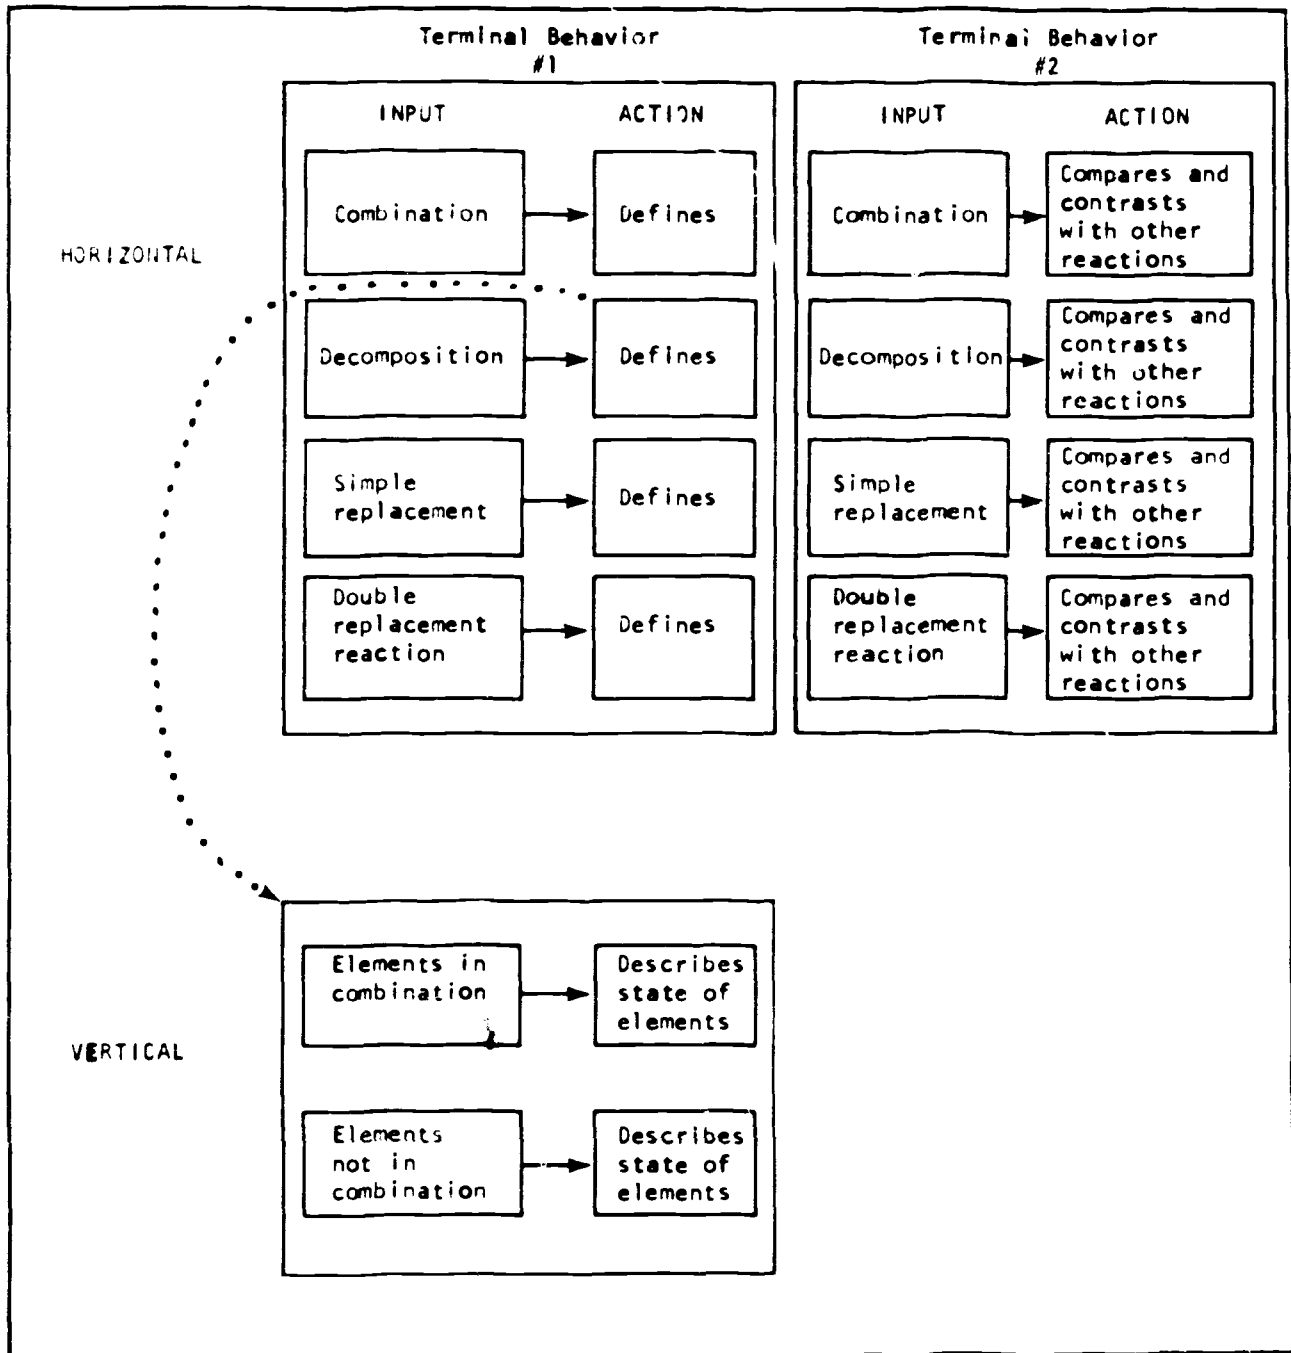 Terminal Behavior
#1
Terminal Behavior
#2
INPUT
ACTION
INPUT
ACTION
HORIZONTAL
Combination
Defines
Combination
Compares and
contrasts
with other
reactions
Decomposition
Defines
Decomposition
Compares and
contrasts
with other
reactions
Simple
replacement
Defines
Simple
replacement
Compares and
contrasts
with other
reactions
Double
replacement
reaction
Defines
Double
replacement
reaction
Compares and
contrasts
with other
reactions
VERTICAL
Elements in
combination
Describes
state of
elements
Elements
not in
combination
Describes
state of
elements